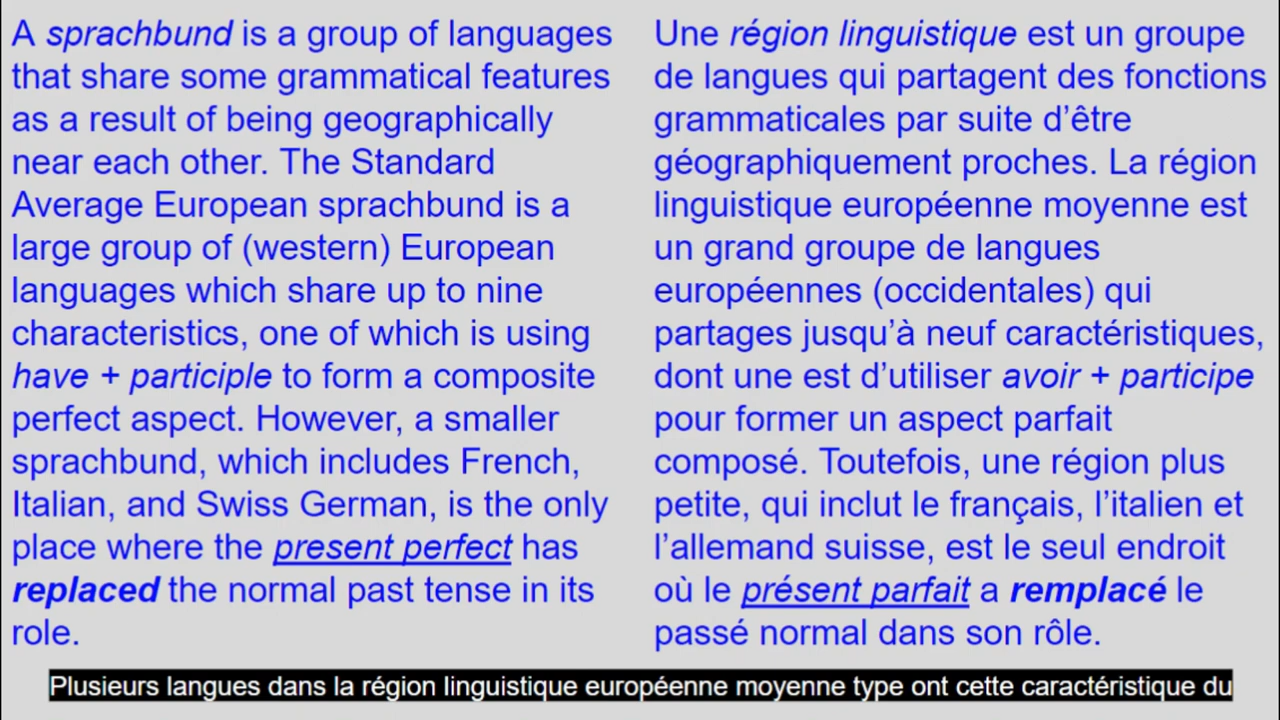 A sprachbund is a group of languages
that share some grammatical features
as a result of being geographically
near each other. The Standard
Average European sprachbund is a
large group of (western) European
languages which share up to nine
characteristics, one of which is using
have + participle to form a composite
perfect aspect. However, a smaller
sprachbund, which includes French,
Italian, and Swiss German, is the only
place where the present perfect has
replaced the normal past tense in its
role.
Une région linguistique est un groupe
de langues qui partagent des fonctions
grammaticales par suite d’être
géographiquement proches. La région
linguistique européenne moyenne est
un grand groupe de langues
européennes (occidentales) qui
partages jusqu’à neuf caractéristiques,
dont une est d’utiliser avoir + participe
pour former un aspect parfait
composé. Toutefois, une région plus
petite, qui inclut le français, l’italien et
l’allemand suisse, est le seul endroit
où le présent parfait a remplacé le
passé normal dans son rôle.
Plusieurs langues dans la région linguistique européenne moyenne type ont cette caractéristique du